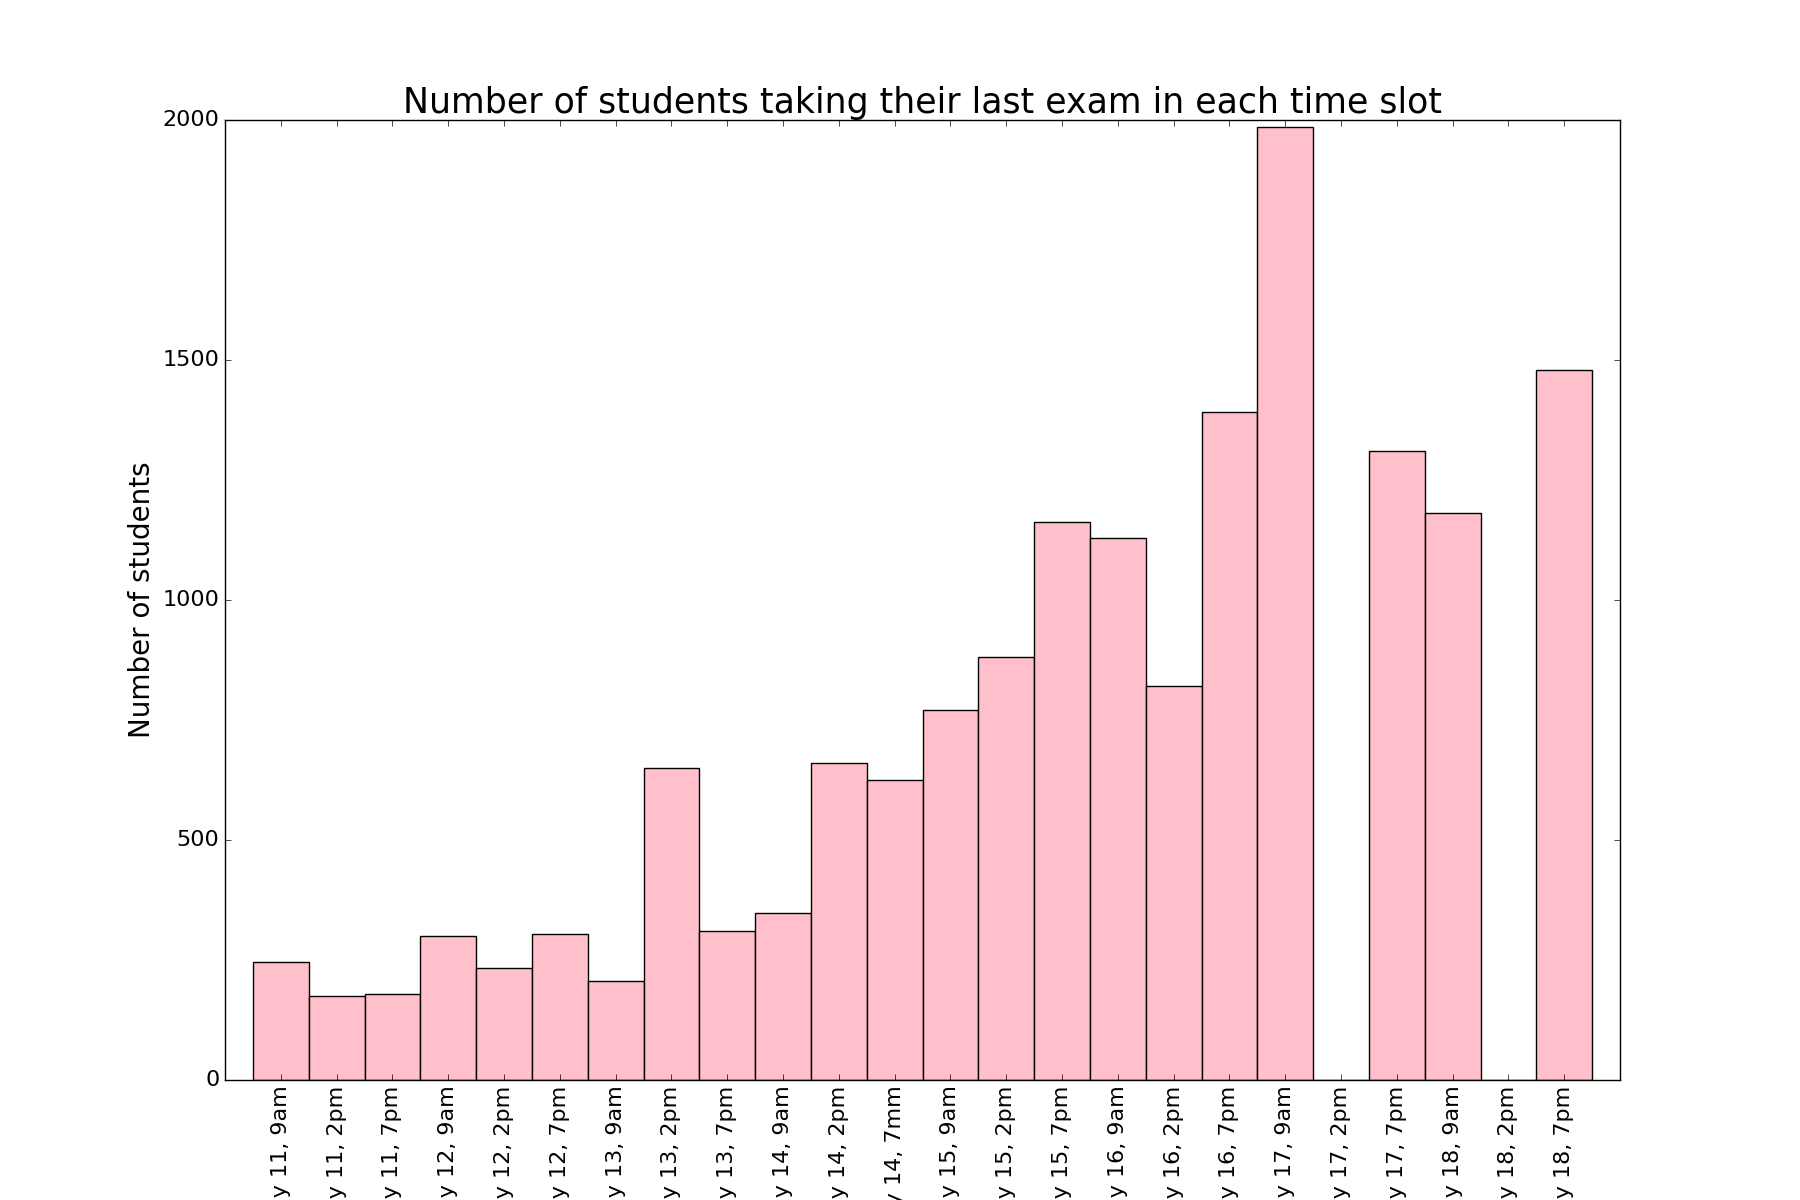 Number of students taking their last exam in each time slot
2000
1500
1000
500
0
Number of students
y 11, 9am
y 11, 2pm
y 11, 7pm
y 12, 9am
y 12, 2pm
y 12, 7pm
y 13, 9am
y 13, 2pm
y 13, 7pm
y 14, 9am
y 14, 2pm
y 14, 7mm
y 15, 9am
y 15, 2pm
y 15, 7pm
y 16, 9am
y 16, 2pm
y 16, 7pm
y 17, 9am
y 17, 2pm
y 17, 7pm
y 18, 9am
y 18, 2pm
y 18, 7pm